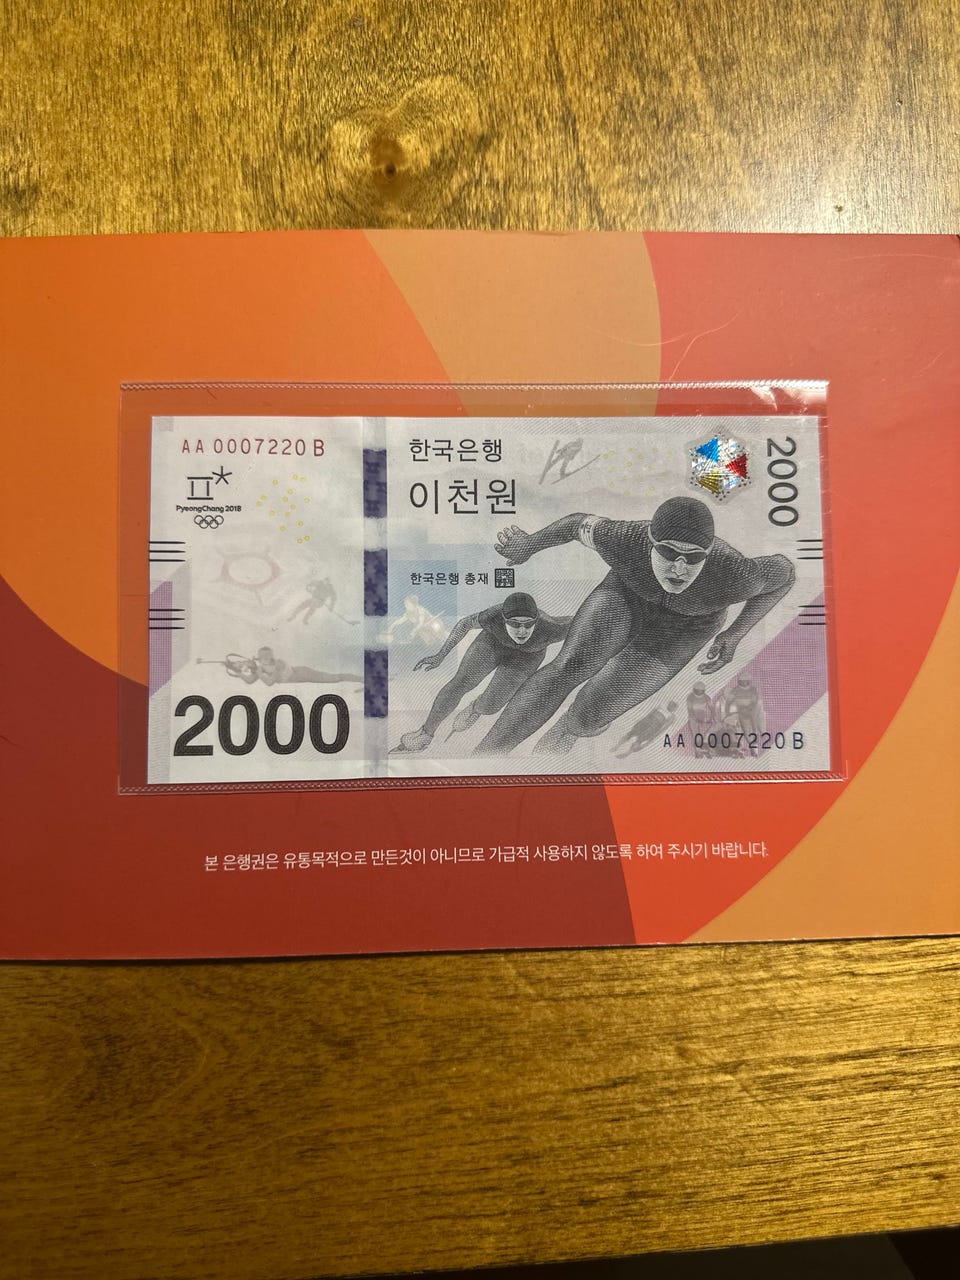 AA 0007220 B
PyeongChang 2018
한국은행
이천원
2000
한국은행 총재
2000
AA 0007220 B
본 은행권은 유통목적으로 만든것이 아니므로 가급적 사용하지 않도록 하여 주시기 바랍니다.